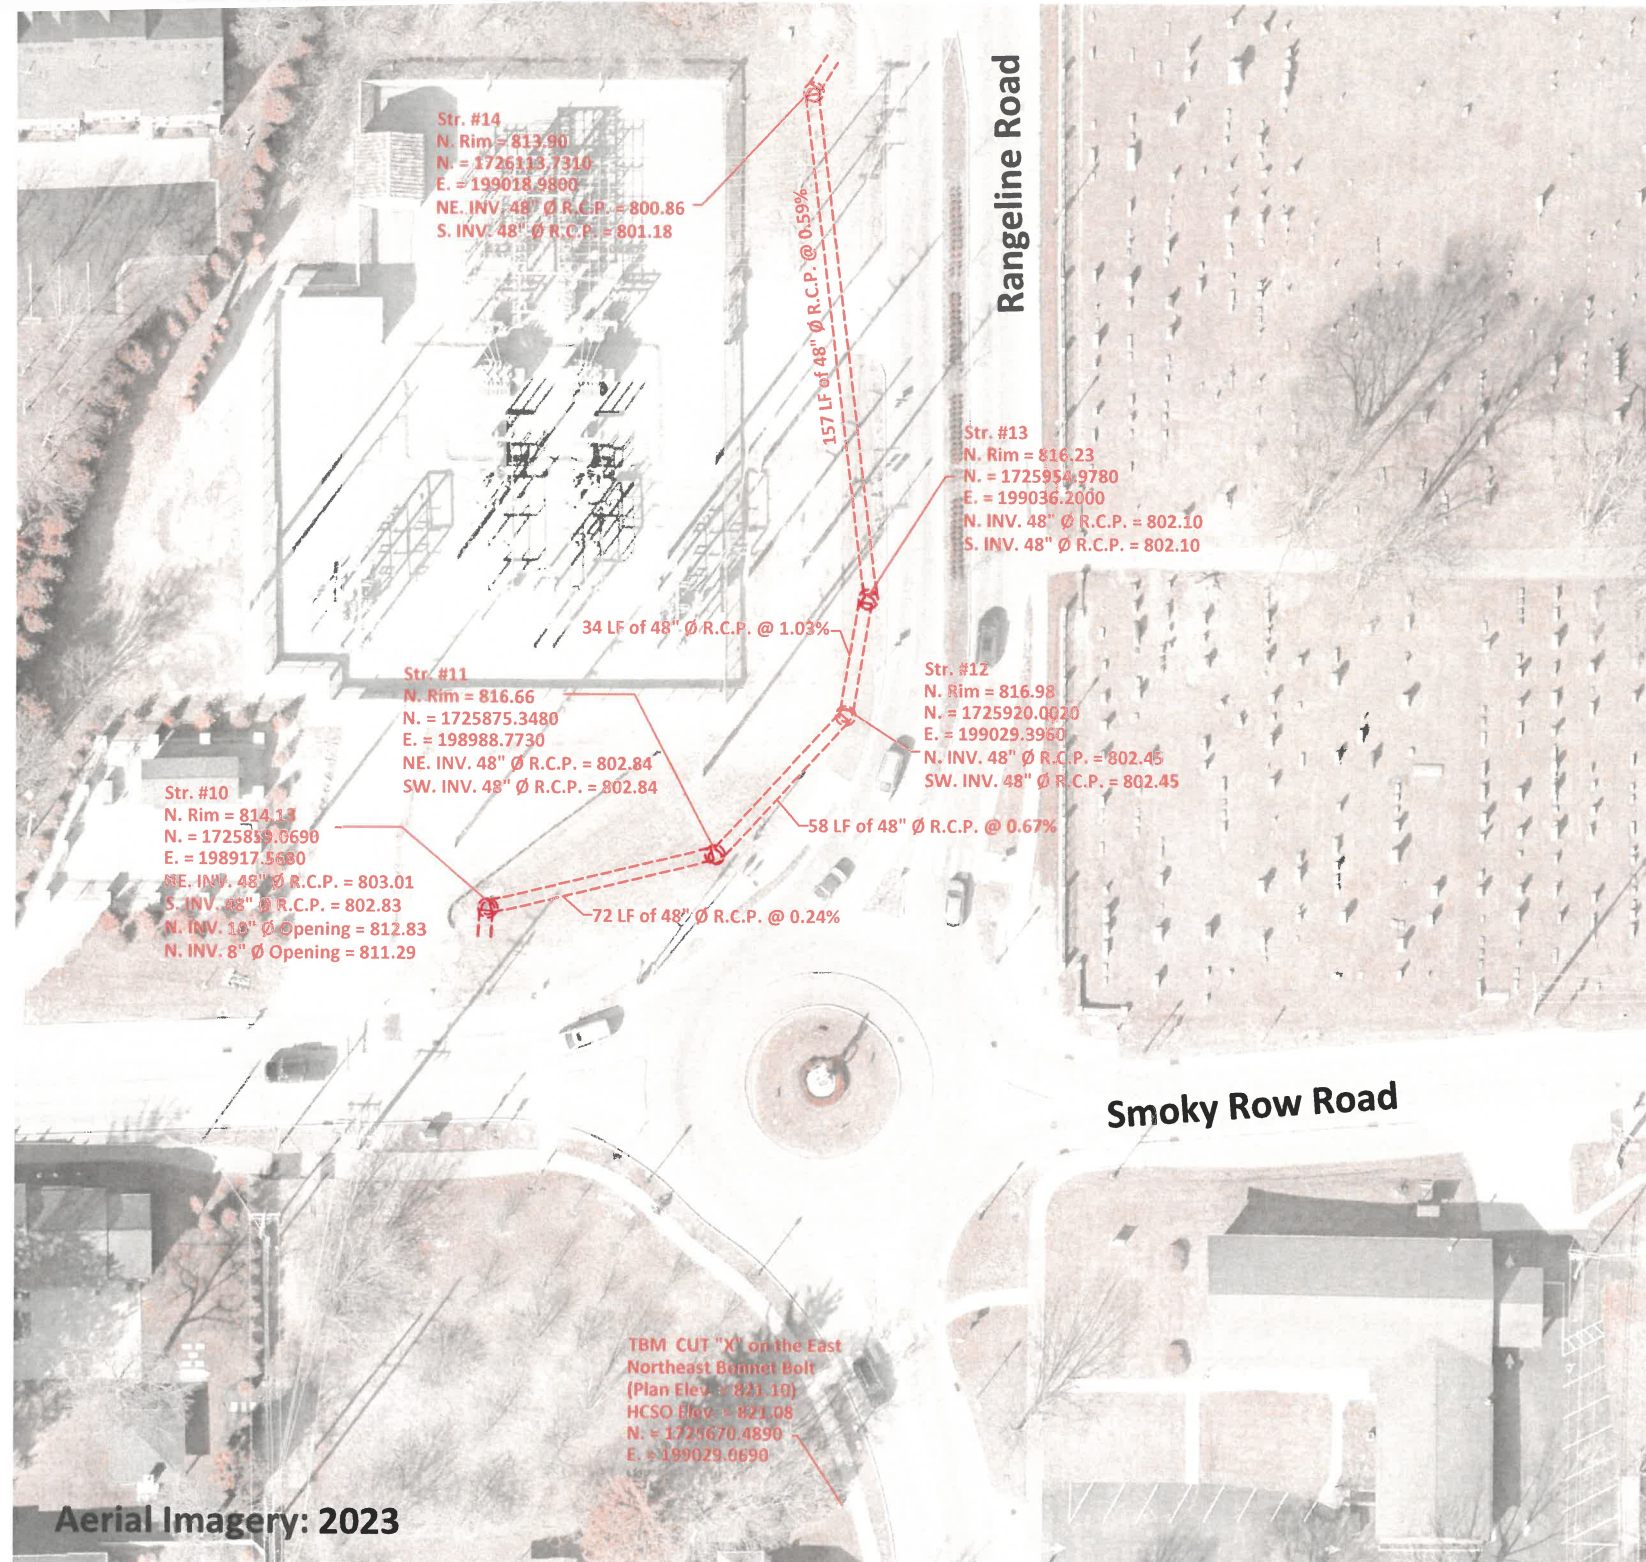 Rangeline Road
Str. #14
N. Rim = 813.90
N. = 1726113.7310
E. = 199018.9800
NE. INV. 48" Ø R.C.P. = 800.86
S. INV. 48" Ø R.C.P. = 801.18
157 LF of 48" Ø R.C.P. @ 0.59%
Str. #13
N. Rim = 816.23
N. = 1725954.9780
E. = 199036.2000
N. INV. 48" Ø R.C.P. = 802.10
S. INV. 48" Ø R.C.P. = 802.10
34 LF of 48" Ø R.C.P. @ 1.03%
Str. #11
N. Rim = 816.66
N. = 1725875.3480
E. = 198988.7730
NE. INV. 48" Ø R.C.P. = 802.84
SW. INV. 48" Ø R.C.P. = 802.84
Str. #12
N. Rim = 816.98
N. = 1725920.0020
E. = 199029.3960
N. INV. 48" Ø R.C.P. = 802.45
SW. INV. 48" Ø R.C.P. = 802.45
Str. #10
N. Rim =
N. =
E. =
NE. INV. 48" Ø R.C.P. = 803.01
S. INV. 48" Ø R.C.P. = 802.83
N. INV. Ø Opening = 812.83
N. INV. 8" Ø Opening = 811.29
58 LF of 48" Ø R.C.P. @ 0.67%
72 LF of 48" Ø R.C.P. @ 0.24%
Smoky Row Road
TBM CUT "X" on the East
Northeast Bonnet Bolt
(Plan Elev. = 821.10)
HCSO Elev. = 821.08
N. = 1725670.4890
E. = 199029.0690
Aerial Imagery: 2023